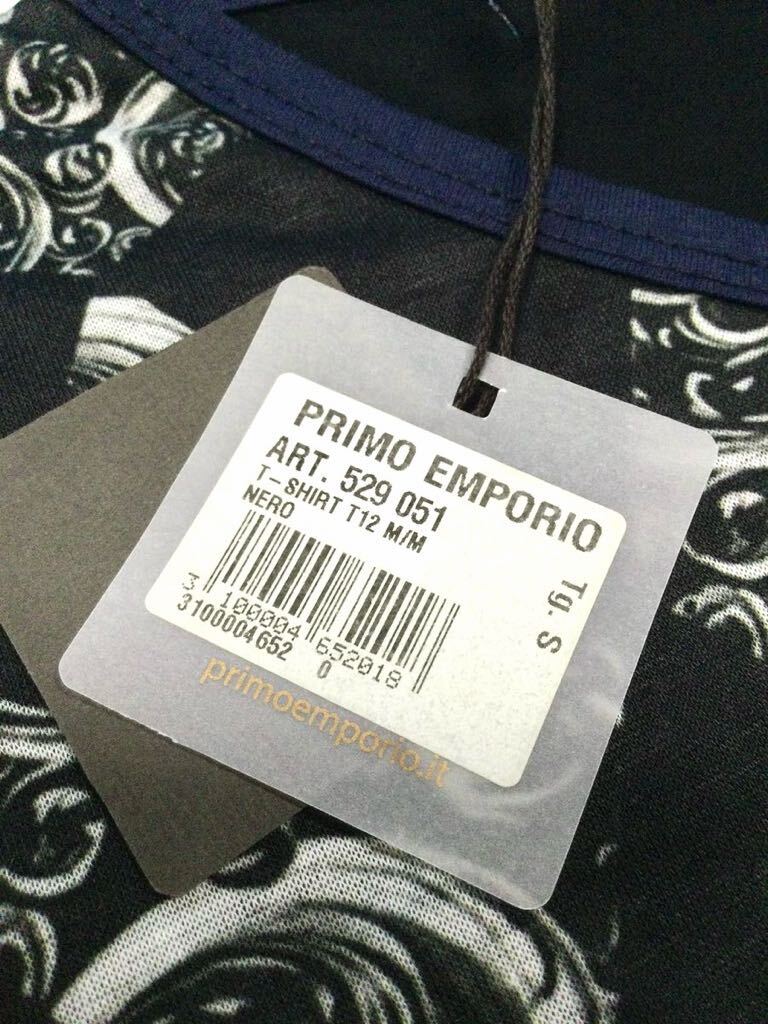 PRIMO EMPORIO
ART. 529 051
T-SHIRT T12 M/M
NERO
Tg. S
3 100004 652018
3100004652 0
primoemporio.it